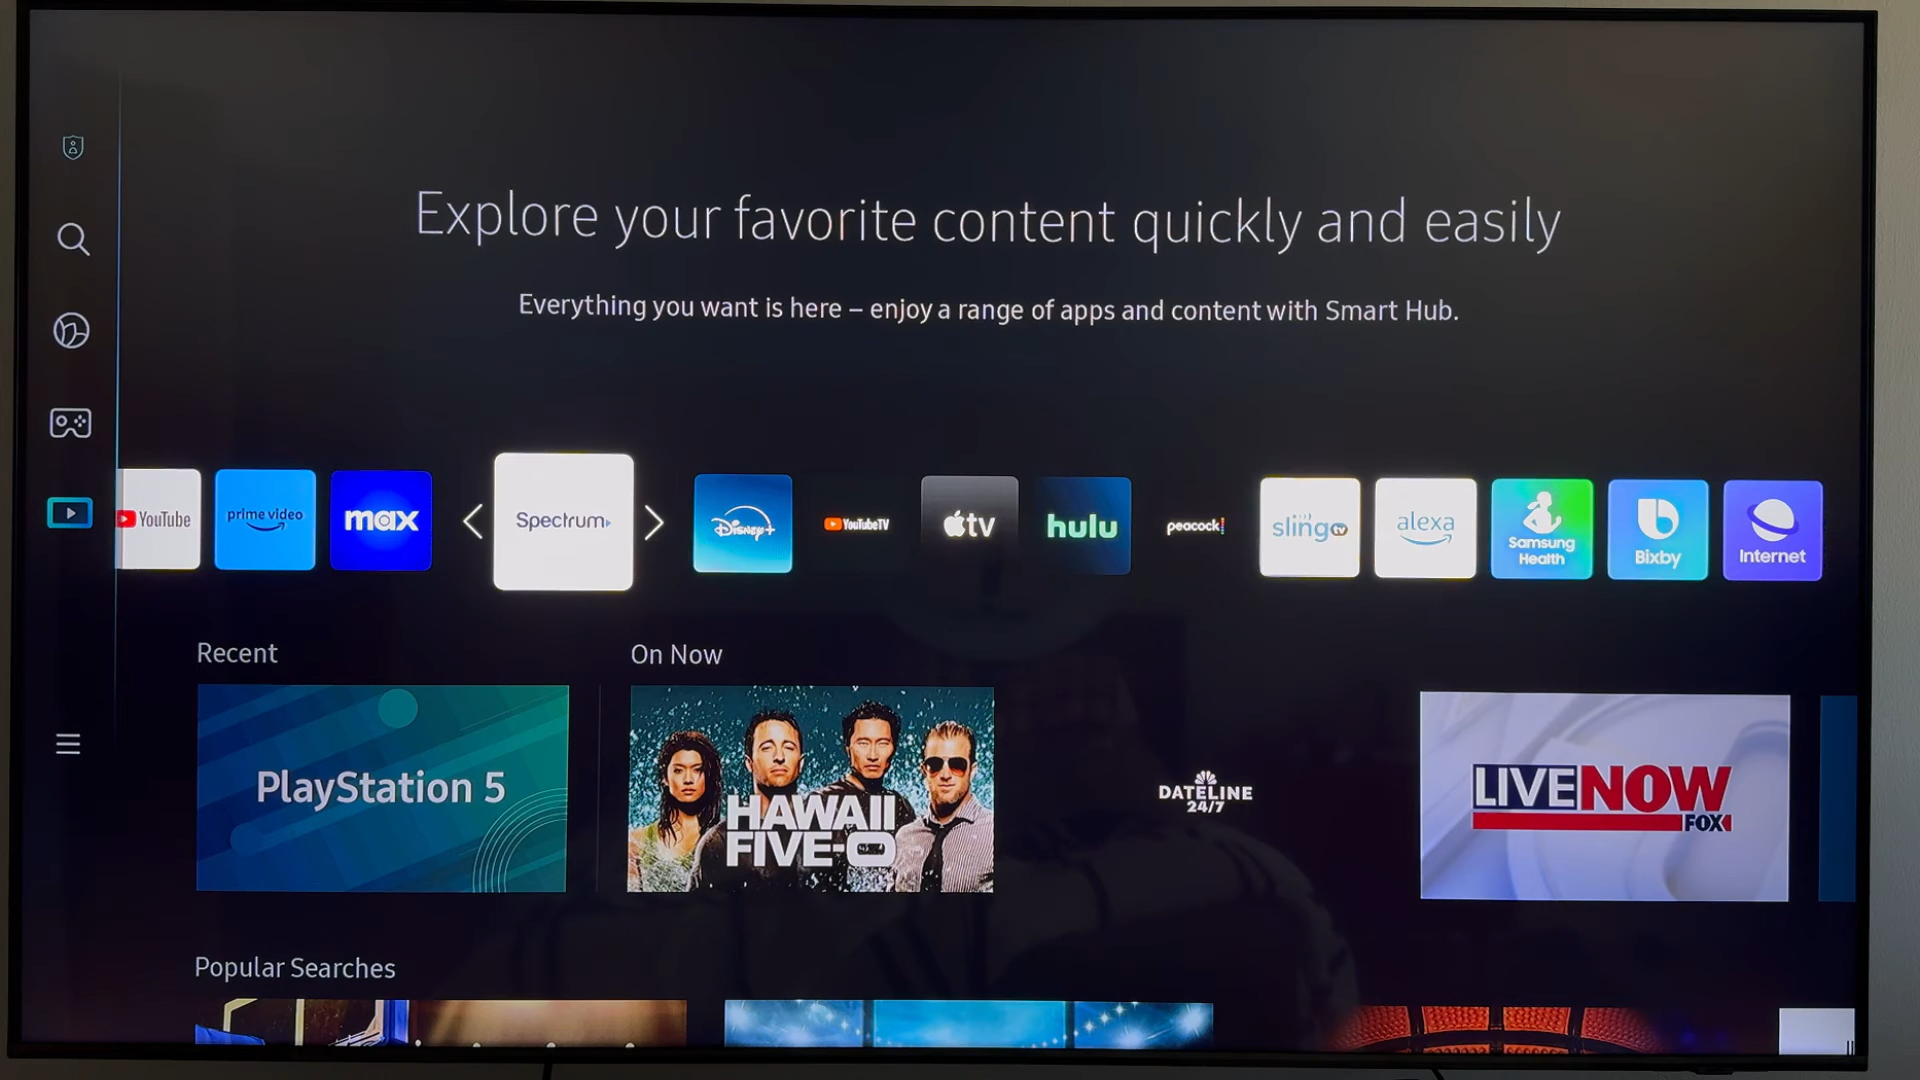 Explore your favorite content quickly and easily
Everything you want is here – enjoy a range of apps and content with Smart Hub.
YouTube
prime video
max
Spectrum
Disney+
YouTubeTV
tv
hulu
peacock
sling tv
alexa
Samsung
Health
Bixby
Internet
Recent
On Now
PlayStation 5
HAWAII
FIVE-O
DATELINE
24/7
LIVENOW
FOX
Popular Searches